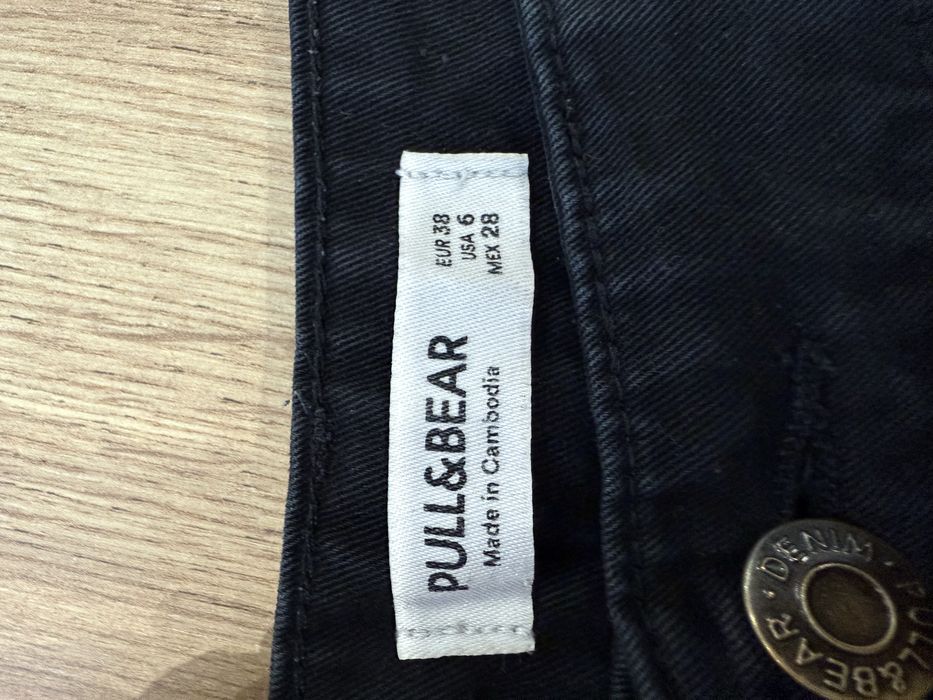 PULL&BEAR
Made in Cambodia
EUR 38
USA 6
MEX 28
DENIM · PULL&BEAR ·